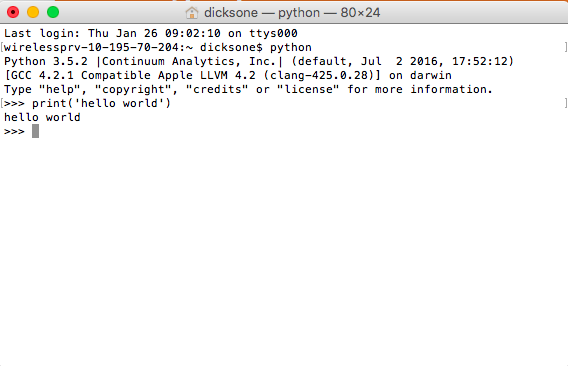 dicksone — python — 80×24
Last login: Thu Jan 26 09:02:10 on ttys000
[wirelessprv-10-195-70-204:~ dicksone$ python]
Python 3.5.2 |Continuum Analytics, Inc.| (default, Jul  2 2016, 17:52:12)
[GCC 4.2.1 Compatible Apple LLVM 4.2 (clang-425.0.28)] on darwin
Type "help", "copyright", "credits" or "license" for more information.
[>>> print('hello world')]
hello world
>>>